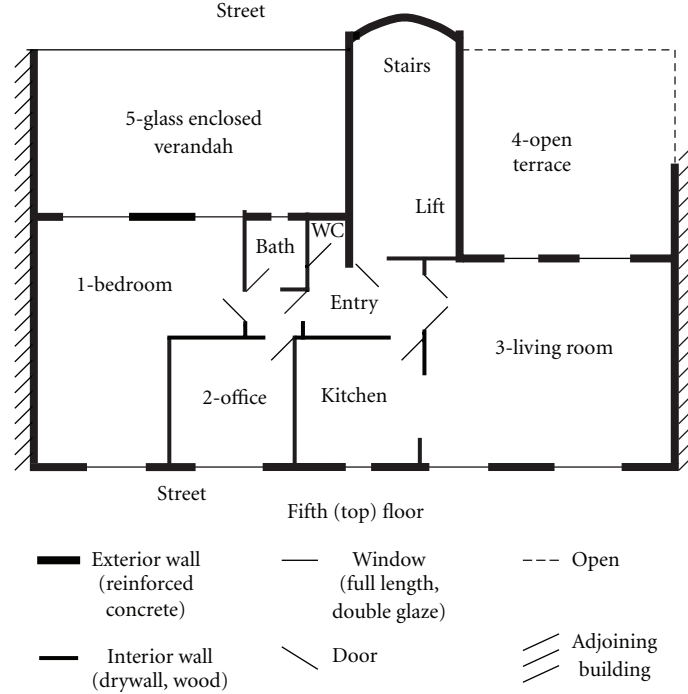 Street
Stairs
5-glass enclosed
verandah
4-open
terrace
Lift
WC
Bath
1-bedroom
Entry
3-living room
2-office
Kitchen
Street
Fifth (top) floor
Exterior wall
(reinforced
concrete)
Window
(full length,
double glaze)
Open
Interior wall
(drywall, wood)
Door
Adjoining
building